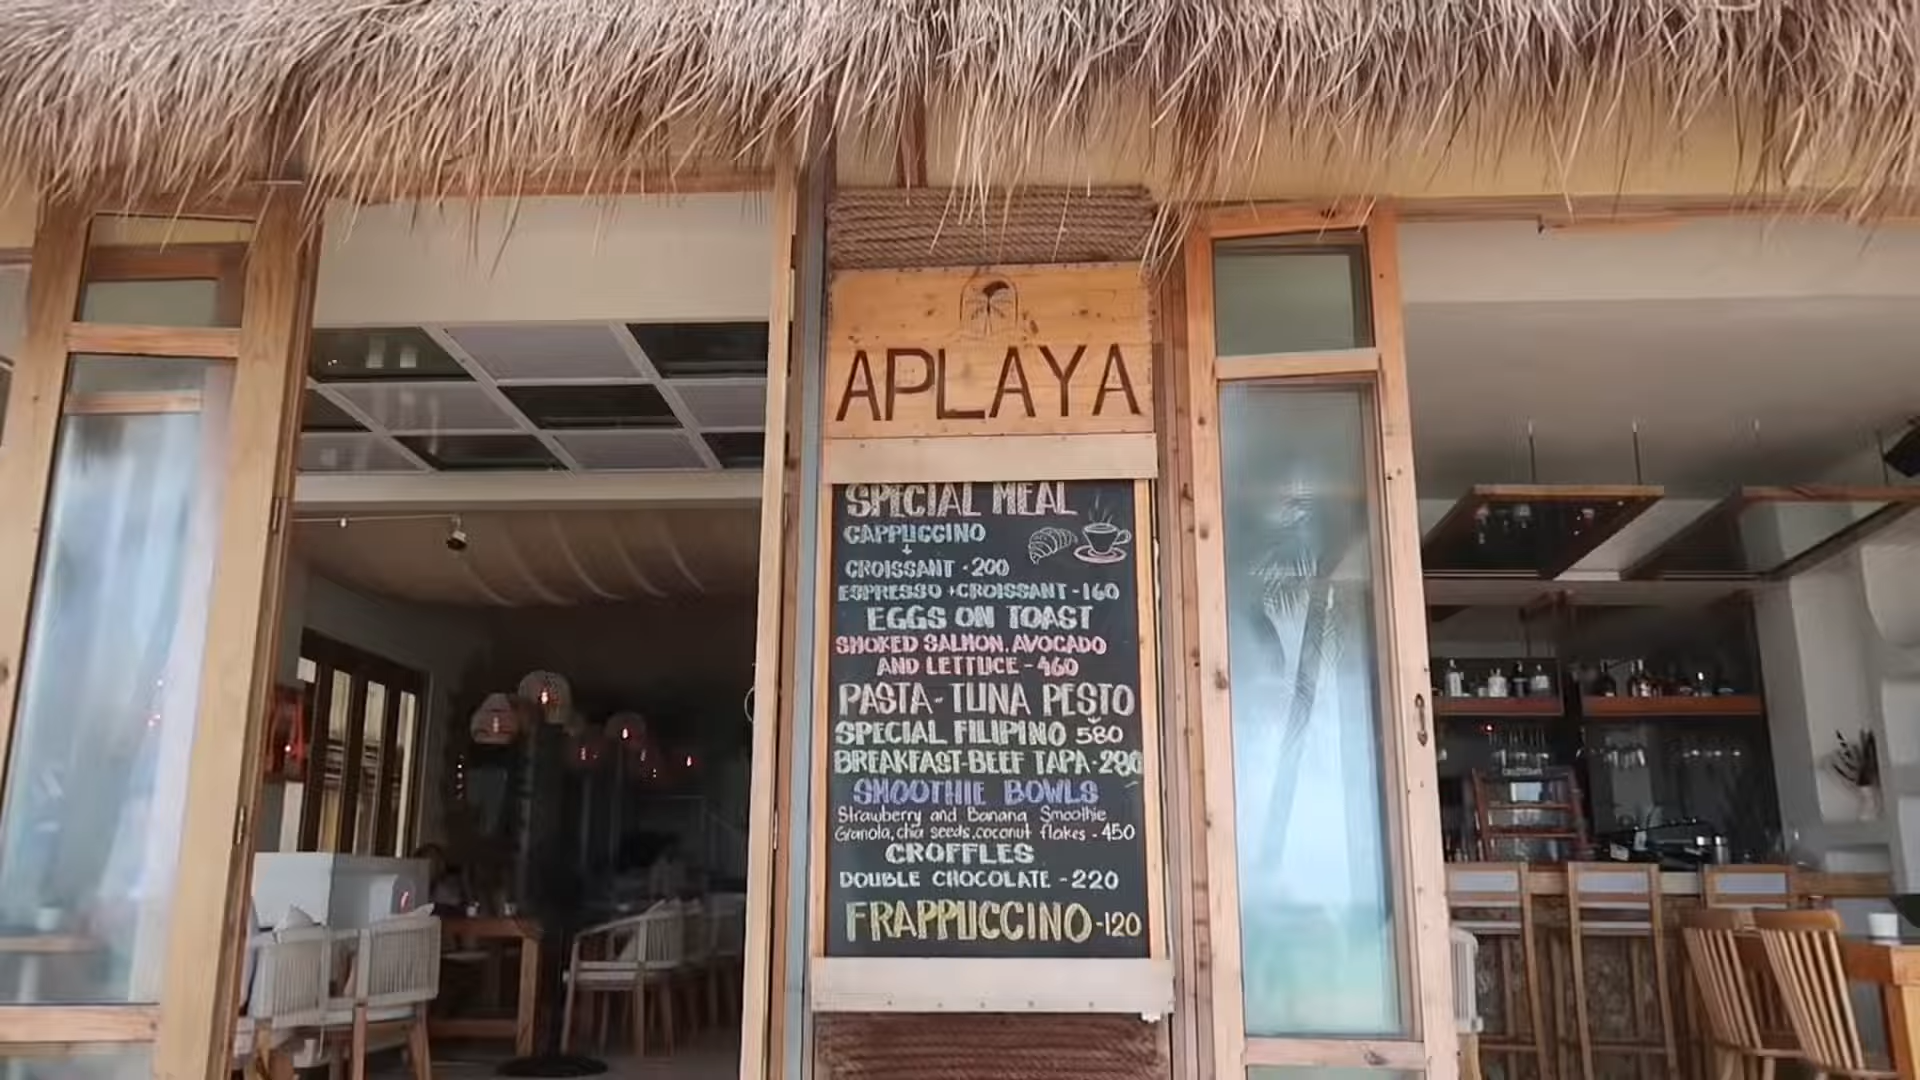 APLAYA
SPECIAL MEAL
CAPPUCCINO
+
CROISSANT - 200
ESPRESSO + CROISSANT - 160
EGGS ON TOAST
SMOKED SALMON, AVOCADO
AND LETTUCE - 460
PASTA - TUNA PESTO
SPECIAL FILIPINO 580
BREAKFAST - BEEF TAPA - 280
SMOOTHIE BOWLS
Strawberry and Banana Smoothie
Granola, chia seeds, coconut flakes - 450
CROFFLES
DOUBLE CHOCOLATE - 220
FRAPPUCCINO - 120